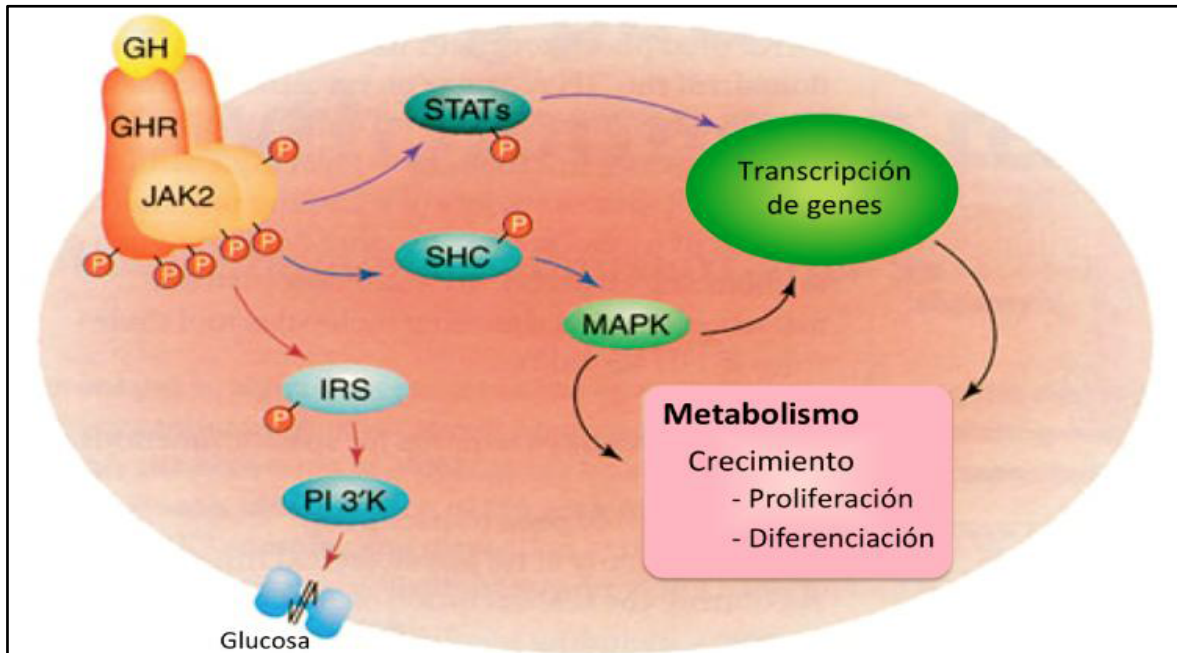 GH
GHR
JAK2
P
P
P
P
P
P
STATs
P
Transcripción
de genes
SHC
P
MAPK
IRS
P
PI 3'K
Glucosa
Metabolismo
Crecimiento
- Proliferación
- Diferenciación